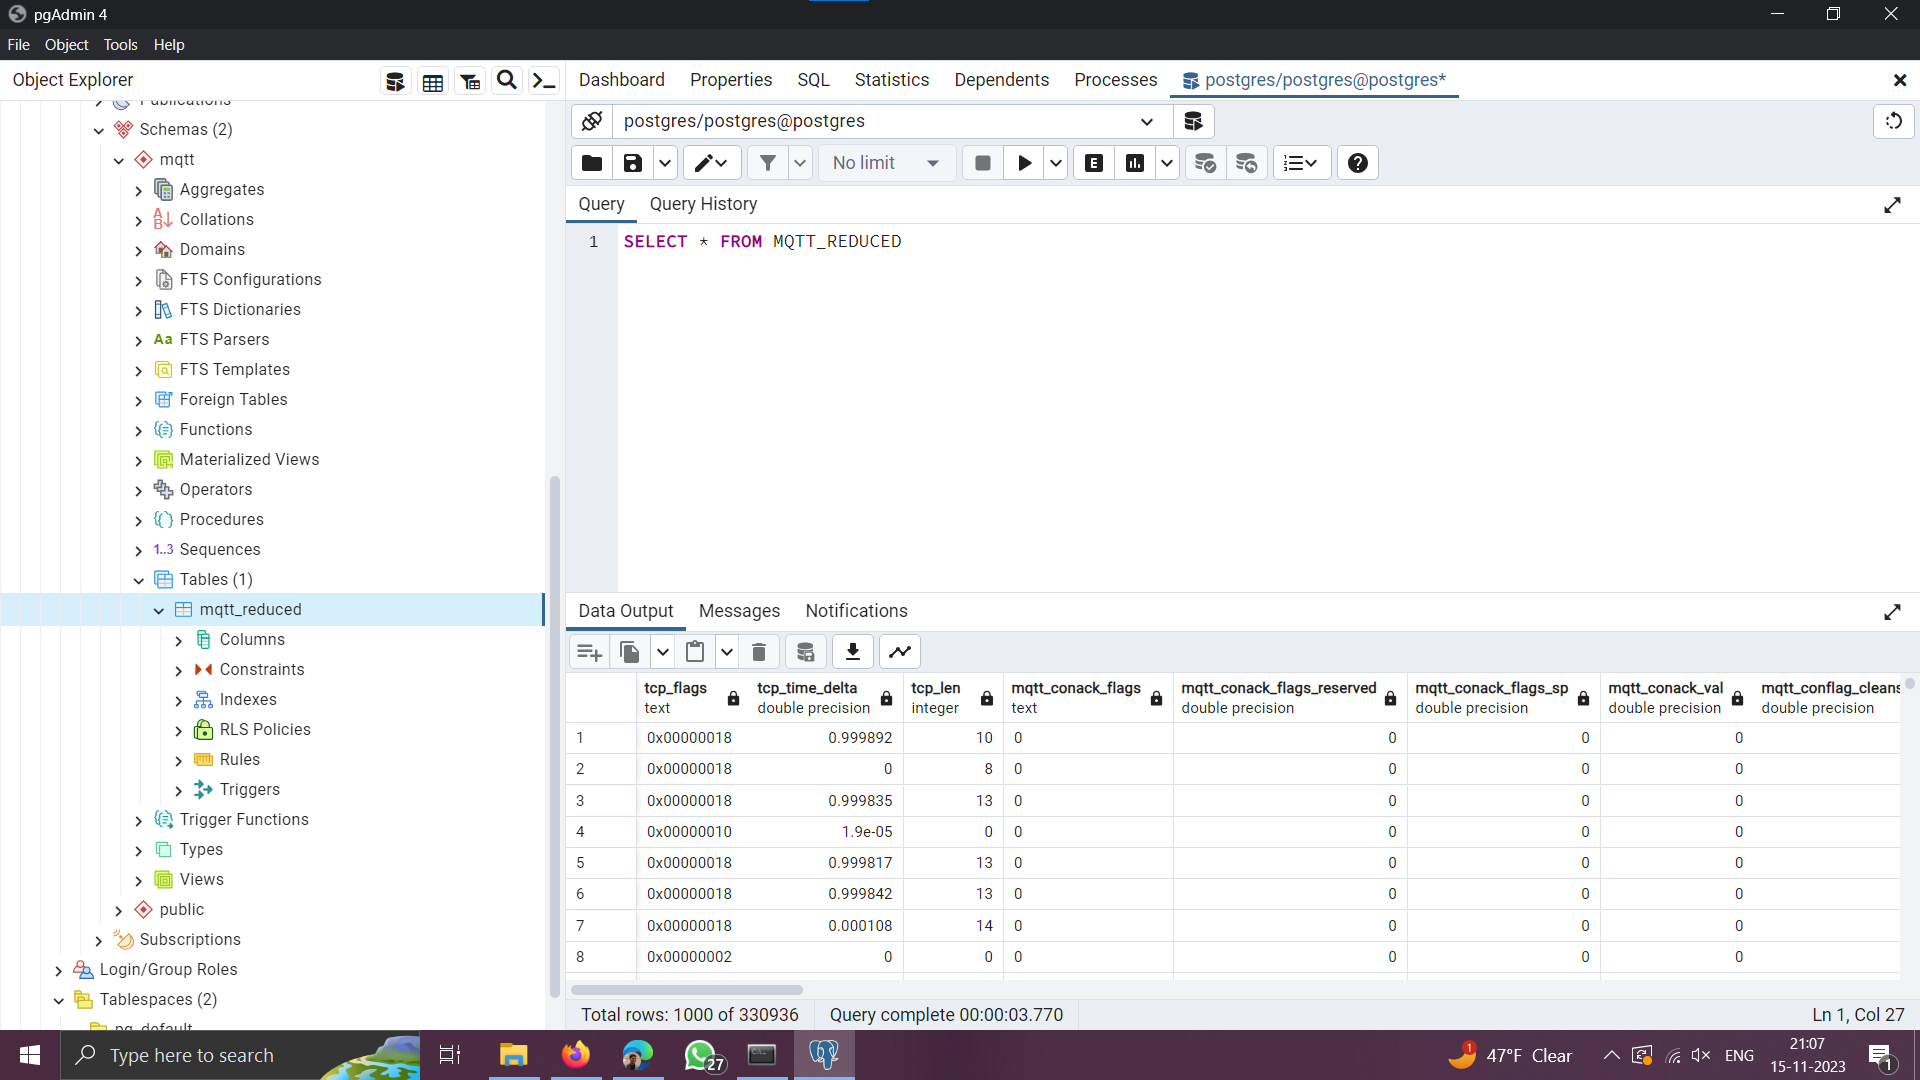 pgAdmin 4
File Object Tools Help
Object Explorer
Dashboard Properties SQL Statistics Dependents Processes postgres/postgres@postgres*
Publications
Schemas (2)
mqtt
Aggregates
Collations
Domains
FTS Configurations
FTS Dictionaries
Aa FTS Parsers
FTS Templates
Foreign Tables
Functions
Materialized Views
Operators
Procedures
1..3 Sequences
Tables (1)
mqtt_reduced
Columns
Constraints
Indexes
RLS Policies
Rules
Triggers
Trigger Functions
Types
Views
public
Subscriptions
Login/Group Roles
Tablespaces (2)
pg_default
postgres/postgres@postgres
No limit
E
Query Query History
1 SELECT * FROM MQTT_REDUCED
Data Output Messages Notifications
tcp_flags tcp_time_delta tcp_len mqtt_conack_flags mqtt_conack_flags_reserved mqtt_conack_flags_sp mqtt_conack_val mqtt_conflag_cleans
text double precision integer text double precision double precision double precision double precision
1 0x00000018 0.999892 10 0 0 0 0
2 0x00000018 0 8 0 0 0 0
3 0x00000018 0.999835 13 0 0 0 0
4 0x00000010 1.9e-05 0 0 0 0 0
5 0x00000018 0.999817 13 0 0 0 0
6 0x00000018 0.999842 13 0 0 0 0
7 0x00000018 0.000108 14 0 0 0 0
8 0x00000002 0 0 0 0 0 0
Total rows: 1000 of 330936 Query complete 00:00:03.770 Ln 1, Col 27
Type here to search
27
1
47°F Clear
ENG
21:07
15-11-2023
1